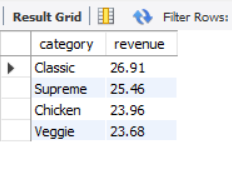 Result Grid Filter Rows:
category revenue
Classic 26.91
Supreme 25.46
Chicken 23.96
Veggie 23.68